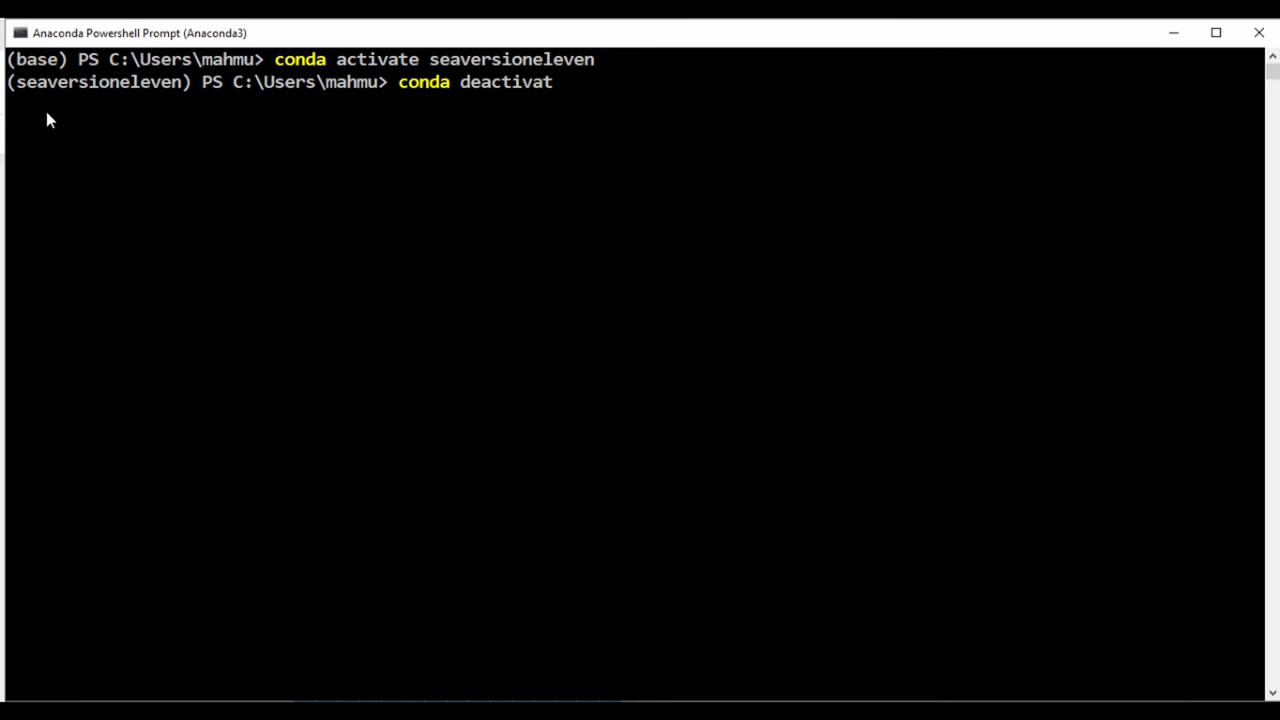 Anaconda Powershell Prompt (Anaconda3)
(base) PS C:\Users\mahmu> conda activate seaversioneleven
(seaversioneleven) PS C:\Users\mahmu> conda deactivat